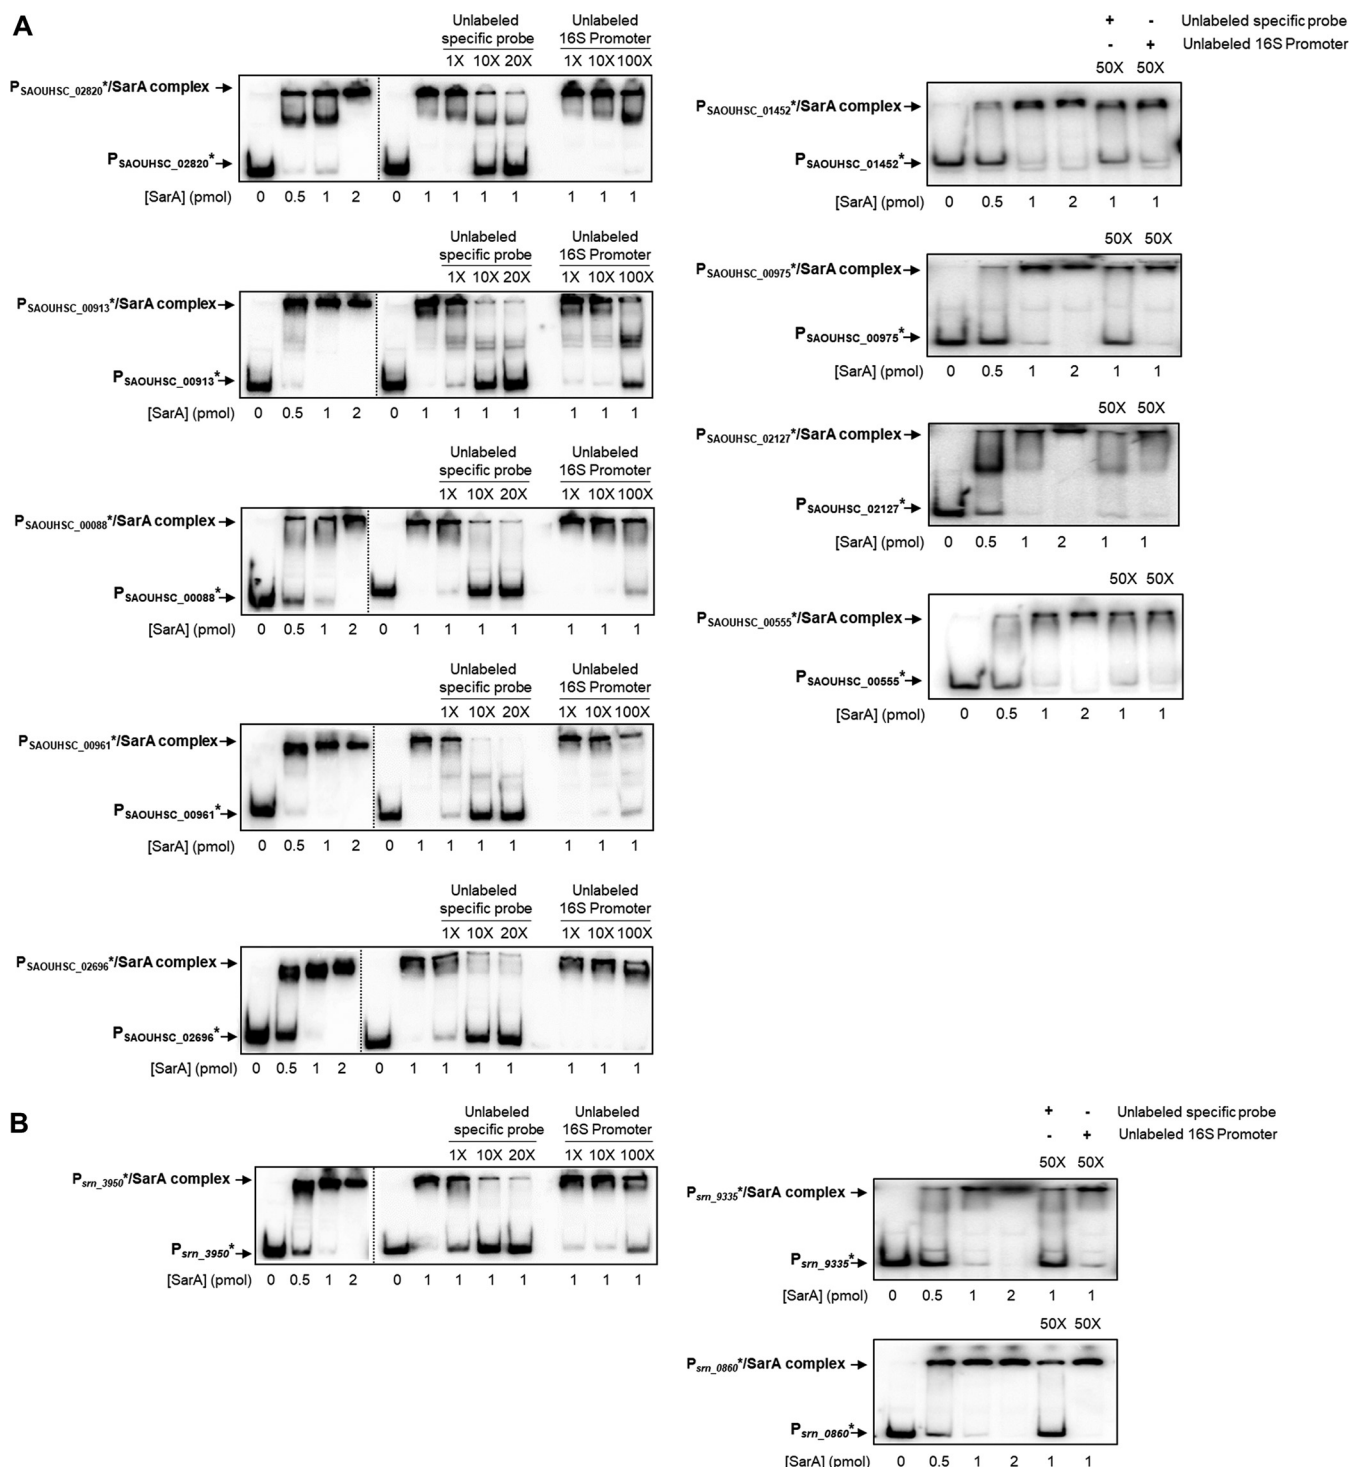 A
Unlabeled specific probe
Unlabeled 16S Promoter
1X 10X 20X 1X 10X 100X
PSAOUHSC_02820*/SarA complex
PSAOUHSC_02820*
[SarA] (pmol) 0 0.5 1 2 0 1 1 1 1 1 1 1
Unlabeled specific probe
Unlabeled 16S Promoter
1X 10X 20X 1X 10X 100X
PSAOUHSC_00913*/SarA complex
PSAOUHSC_00913*
[SarA] (pmol) 0 0.5 1 2 0 1 1 1 1 1 1 1
Unlabeled specific probe
Unlabeled 16S Promoter
1X 10X 20X 1X 10X 100X
PSAOUHSC_00088*/SarA complex
PSAOUHSC_00088*
[SarA] (pmol) 0 0.5 1 2 0 1 1 1 1 1 1 1
Unlabeled specific probe
Unlabeled 16S Promoter
1X 10X 20X 1X 10X 100X
PSAOUHSC_00961*/SarA complex
PSAOUHSC_00961*
[SarA] (pmol) 0 0.5 1 2 0 1 1 1 1 1 1 1
Unlabeled specific probe
Unlabeled 16S Promoter
1X 10X 20X 1X 10X 100X
PSAOUHSC_02696*/SarA complex
PSAOUHSC_02696*
[SarA] (pmol) 0 0.5 1 2 0 1 1 1 1 1 1 1
+ - Unlabeled specific probe
- + Unlabeled 16S Promoter
50X 50X
PSAOUHSC_01452*/SarA complex
PSAOUHSC_01452*
[SarA] (pmol) 0 0.5 1 2 1 1
50X 50X
PSAOUHSC_00975*/SarA complex
PSAOUHSC_00975*
[SarA] (pmol) 0 0.5 1 2 1 1
50X 50X
PSAOUHSC_02127*/SarA complex
PSAOUHSC_02127*
[SarA] (pmol) 0 0.5 1 2 1 1
50X 50X
PSAOUHSC_00555*/SarA complex
PSAOUHSC_00555*
[SarA] (pmol) 0 0.5 1 2 1 1
B
Unlabeled specific probe
Unlabeled 16S Promoter
1X 10X 20X 1X 10X 100X
Psrn_3950*/SarA complex
Psrn_3950*
[SarA] (pmol) 0 0.5 1 2 0 1 1 1 1 1 1 1
+ - Unlabeled specific probe
- + Unlabeled 16S Promoter
50X 50X
Psrn_9335*/SarA complex
Psrn_9335*
[SarA] (pmol) 0 0.5 1 2 1 1
50X 50X
Psrn_0860*/SarA complex
Psrn_0860*
[SarA] (pmol) 0 0.5 1 2 1 1